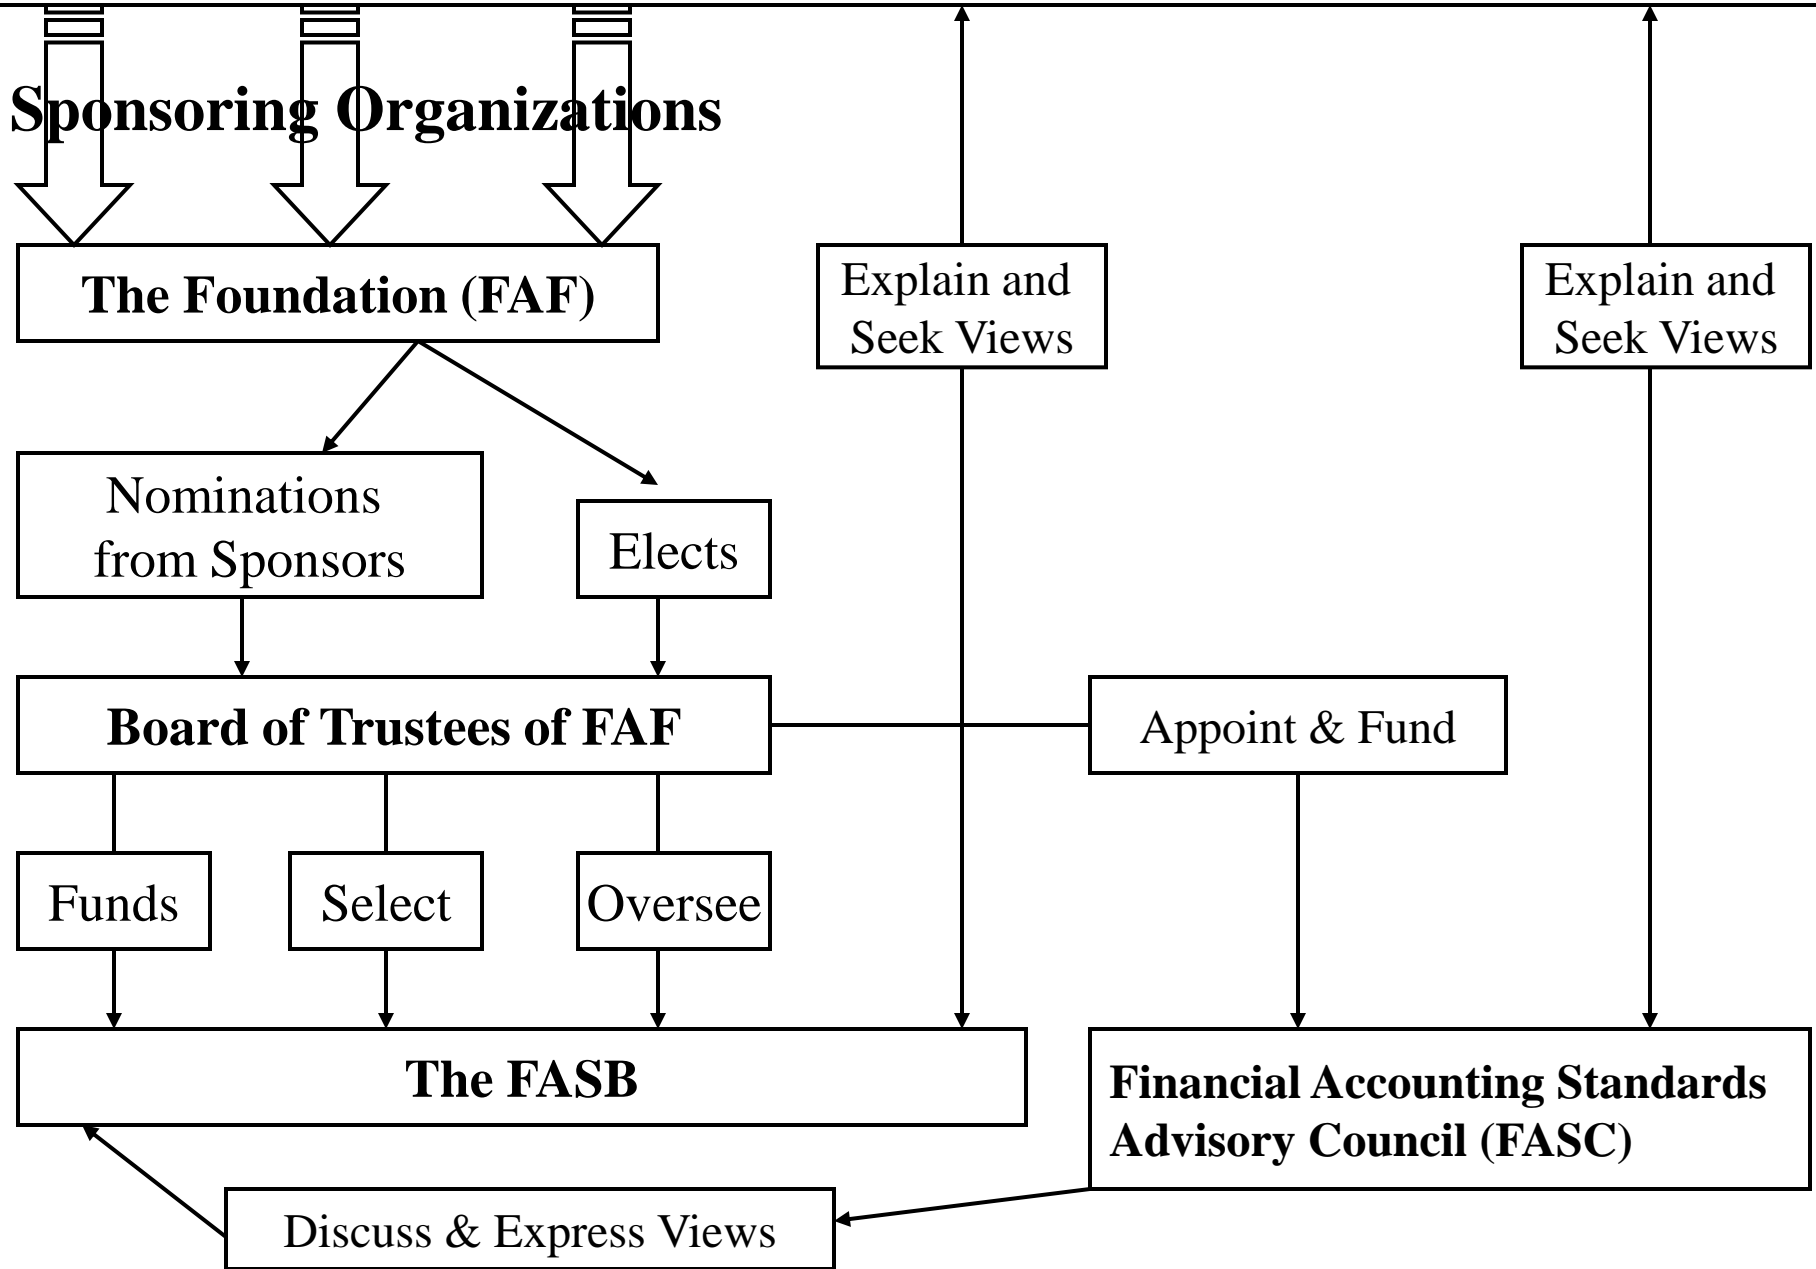 Sponsoring Organizations
The Foundation (FAF)
Explain and
Seek Views
Explain and
Seek Views
Nominations
from Sponsors
Elects
Board of Trustees of FAF
Appoint & Fund
Funds
Select
Oversee
The FASB
Financial Accounting Standards
Advisory Council (FASC)
Discuss & Express Views